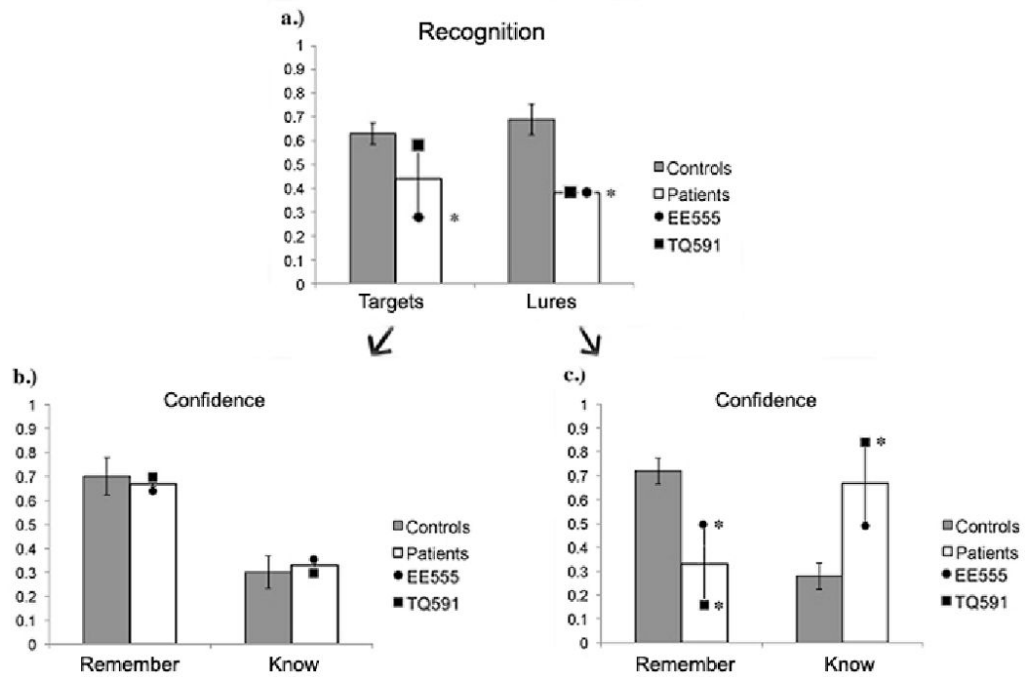 a.)
Recognition
1
0.9
0.8
0.7
0.6
0.5
0.4
0.3
0.2
0.1
0
*
*
Targets
Lures
Controls
Patients
EE555
TQ591
b.)
Confidence
1
0.9
0.8
0.7
0.6
0.5
0.4
0.3
0.2
0.1
0
Remember
Know
Controls
Patients
EE555
TQ591
c.)
Confidence
1
0.9
0.8
0.7
0.6
0.5
0.4
0.3
0.2
0.1
0
*
*
*
Remember
Know
Controls
Patients
EE555
TQ591